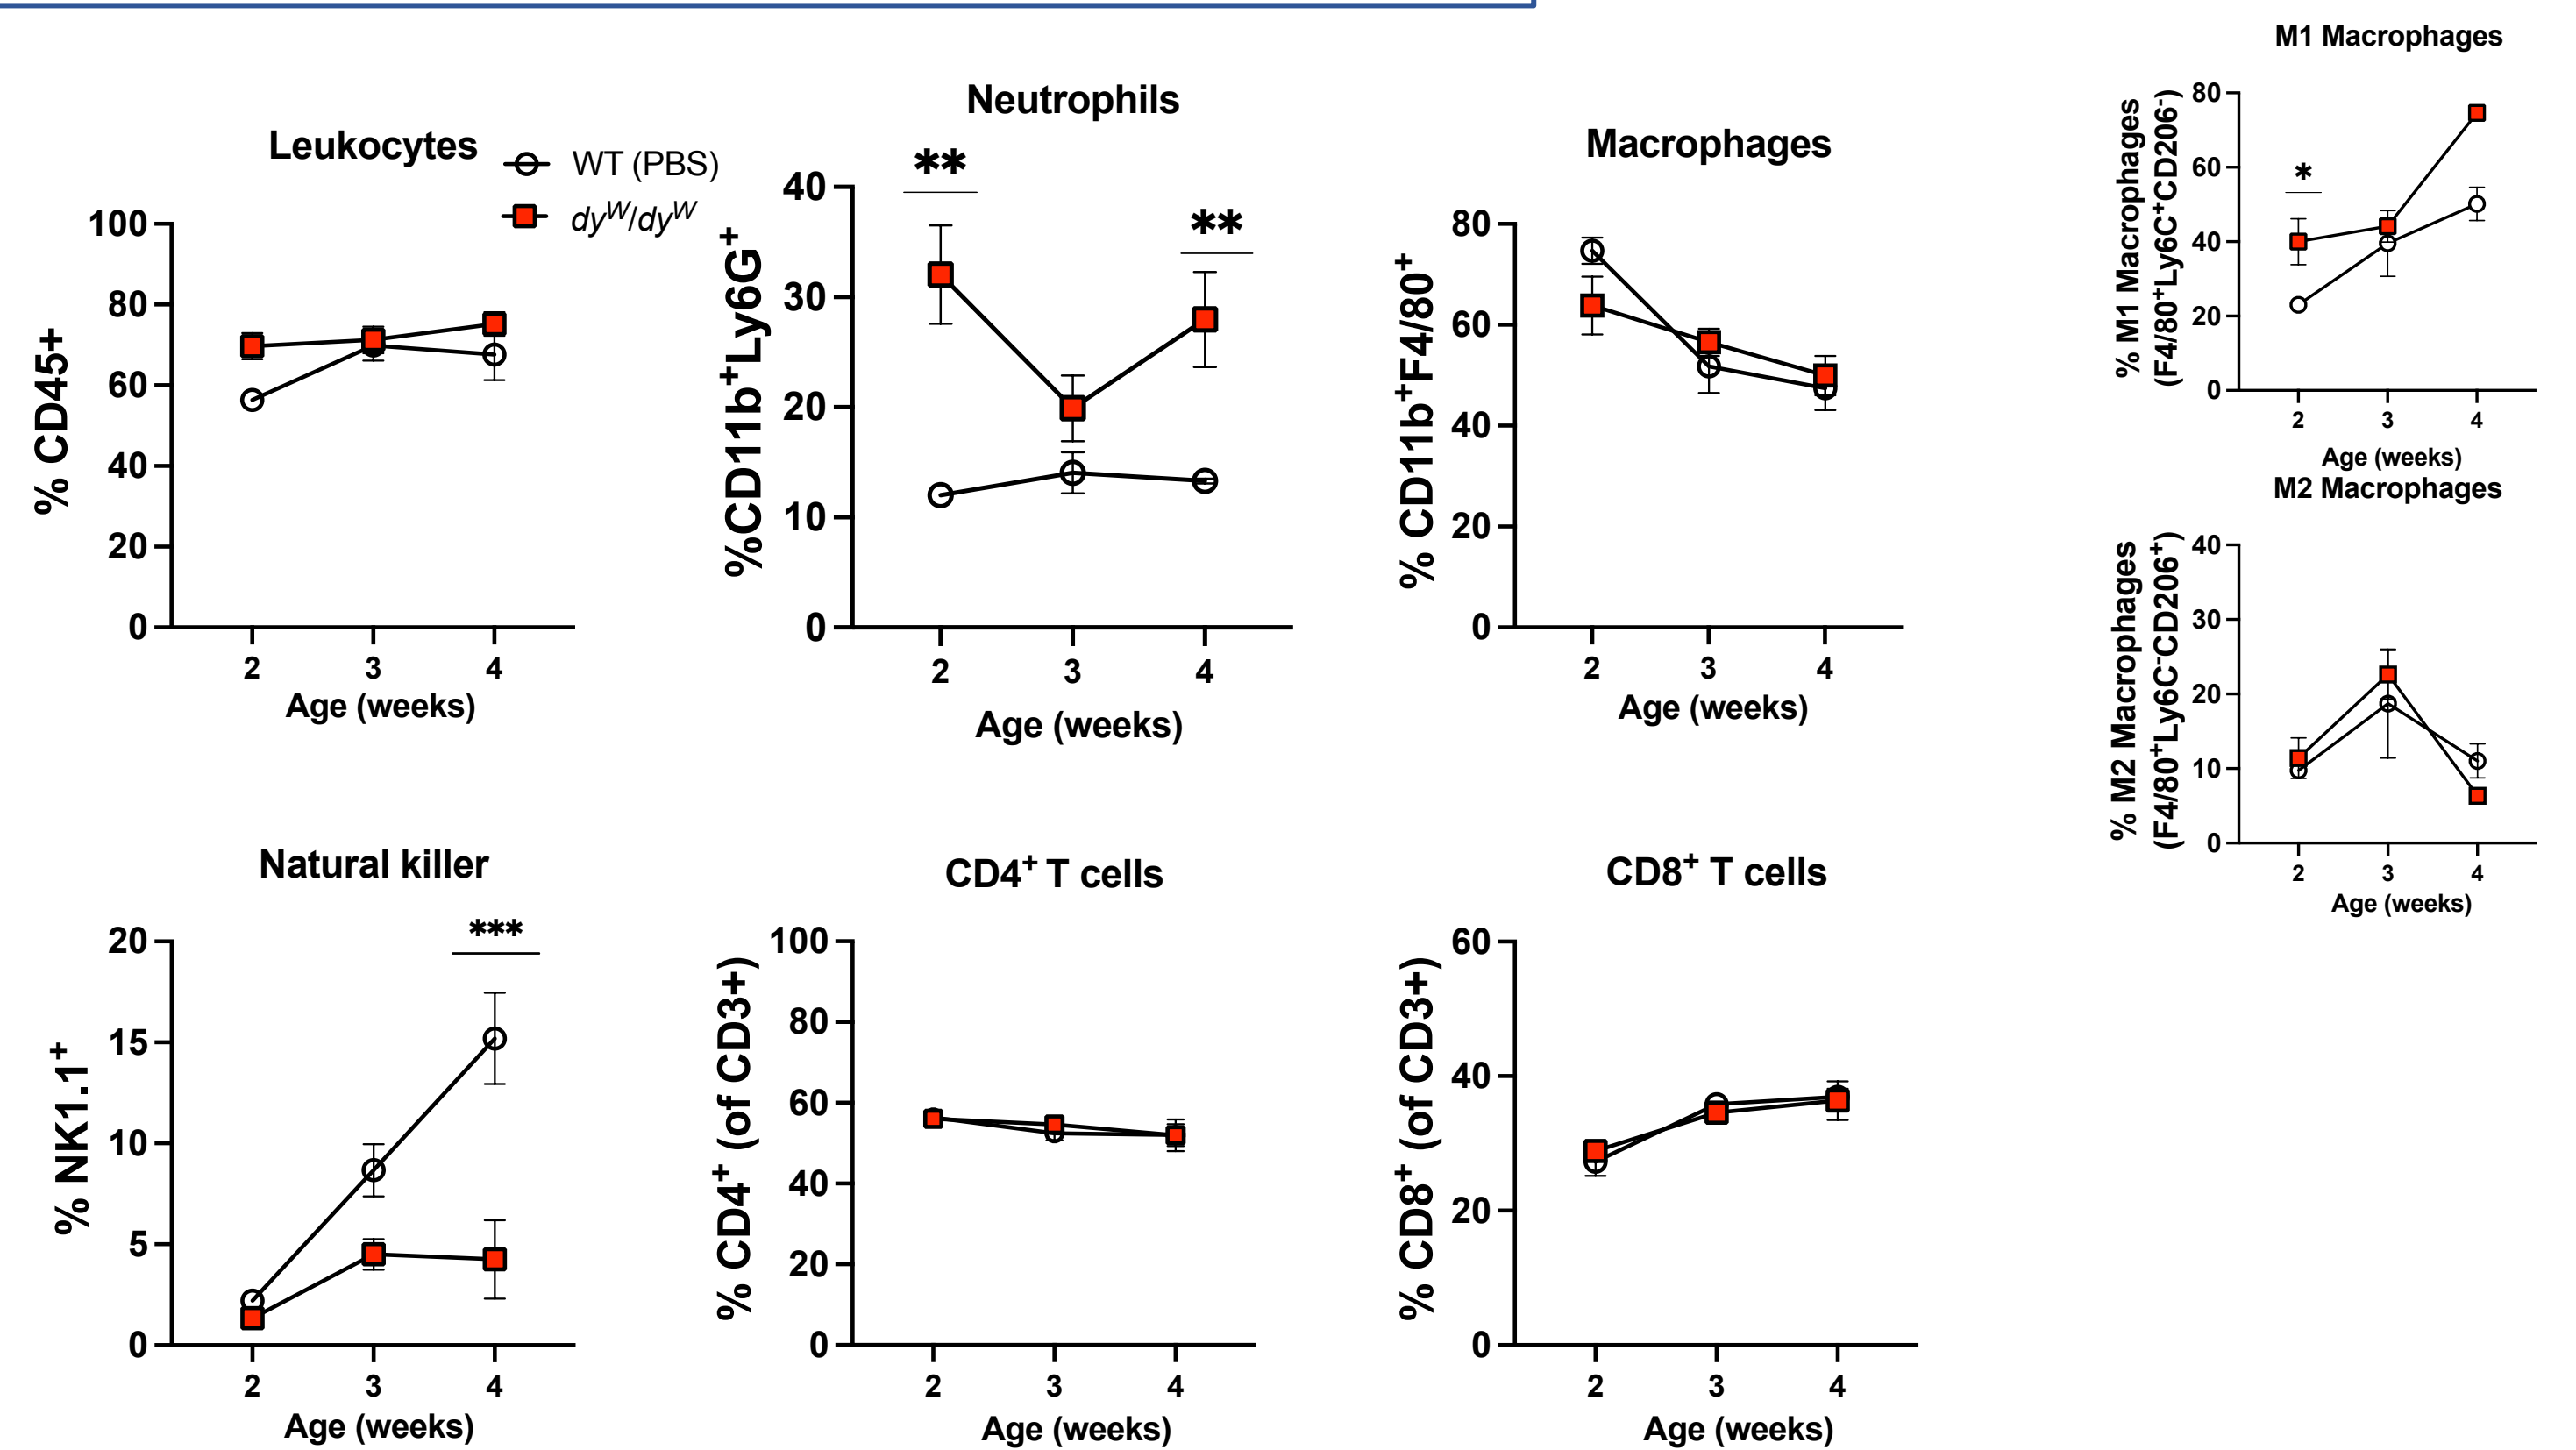 Leukocytes
WT (PBS)
dyW/dyW
% CD45+
100
80
60
40
20
0
2 3 4
Age (weeks)
Neutrophils
**
**
%CD11b+Ly6G+
40
30
20
10
0
2 3 4
Age (weeks)
Macrophages
% CD11b+F4/80+
80
60
40
20
0
2 3 4
Age (weeks)
M1 Macrophages
*
% M1 Macrophages
(F4/80+Ly6C+CD206-)
80
60
40
20
0
2 3 4
Age (weeks)
M2 Macrophages
% M2 Macrophages
(F4/80+Ly6C-CD206+)
40
30
20
10
0
2 3 4
Age (weeks)
Natural killer
***
% NK1.1+
20
15
10
5
0
2 3 4
Age (weeks)
CD4+ T cells
% CD4+ (of CD3+)
100
80
60
40
20
0
2 3 4
Age (weeks)
CD8+ T cells
% CD8+ (of CD3+)
60
40
20
0
2 3 4
Age (weeks)